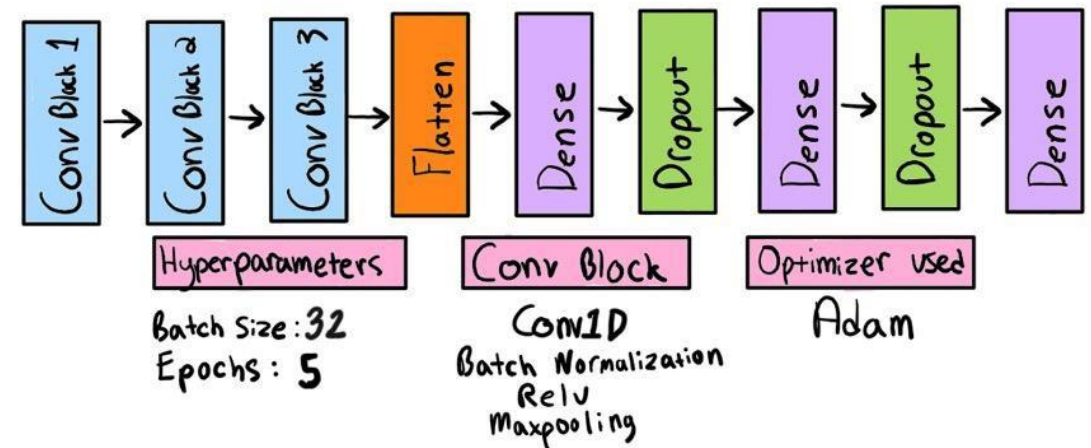 Conv Block 1
Conv Block 2
Conv Block 3
Flatten
Dense
Dropout
Dense
Dropout
Dense
Hyperparameters
Batch Size: 32
Epochs: 5
Conv Block
Conv1D
Batch Normalization
Relu
Maxpooling
Optimizer used
Adam